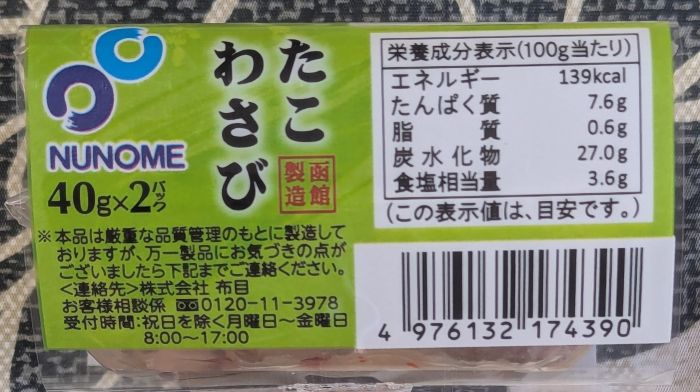 NUNOME
たこ
わさび
函館
製造
40g×2パック
※本品は厳重な品質管理のもとに製造して
おりますが、万一製品にお気づきの点が
ございましたら下記までご連絡ください。
<連絡先>株式会社 布目
お客様相談係 0120-11-3978
受付時間:祝日を除く月曜日～金曜日
8:00～17:00
栄養成分表示(100g当たり)
エネルギー 139kcal
たんぱく質 7.6g
脂質 0.6g
炭水化物 27.0g
食塩相当量 3.6g
(この表示値は、目安です。)
4 976132 174390